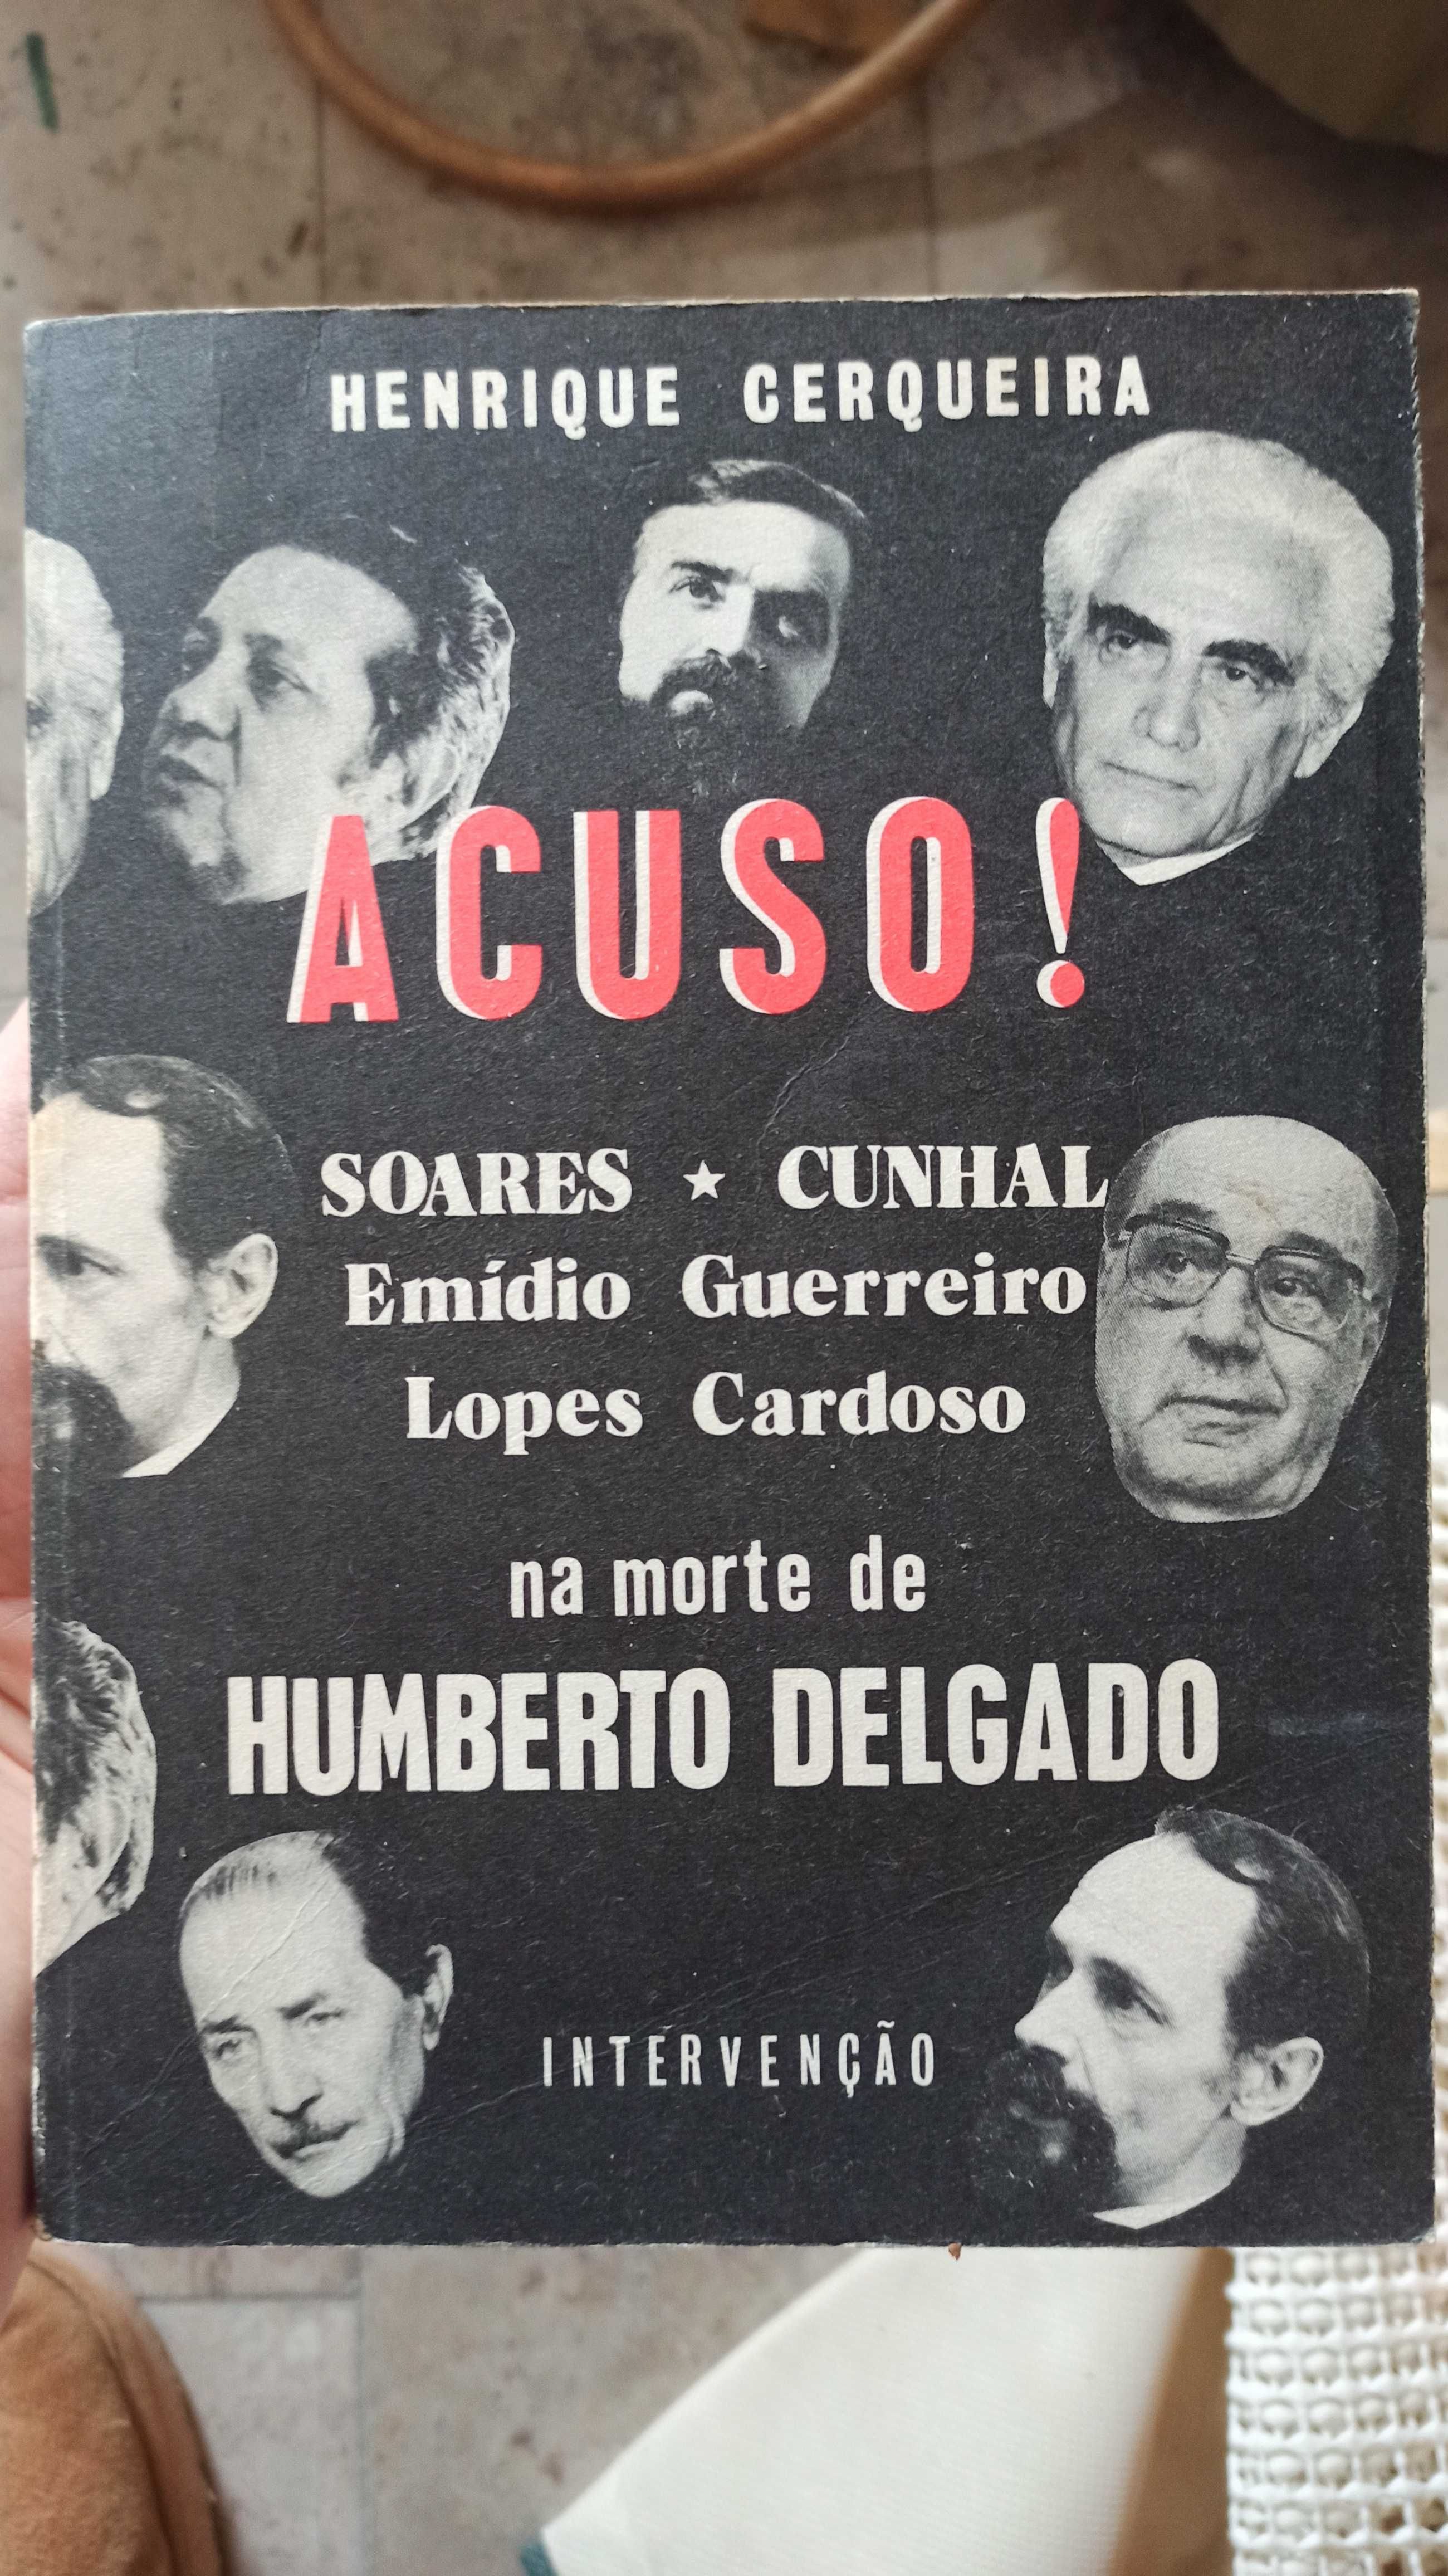 HENRIQUE CERQUEIRA
ACUSO!
SOARES ★ CUNHAL
Emídio Guerreiro
Lopes Cardoso
na morte de
HUMBERTO DELGADO
INTERVENÇÃO